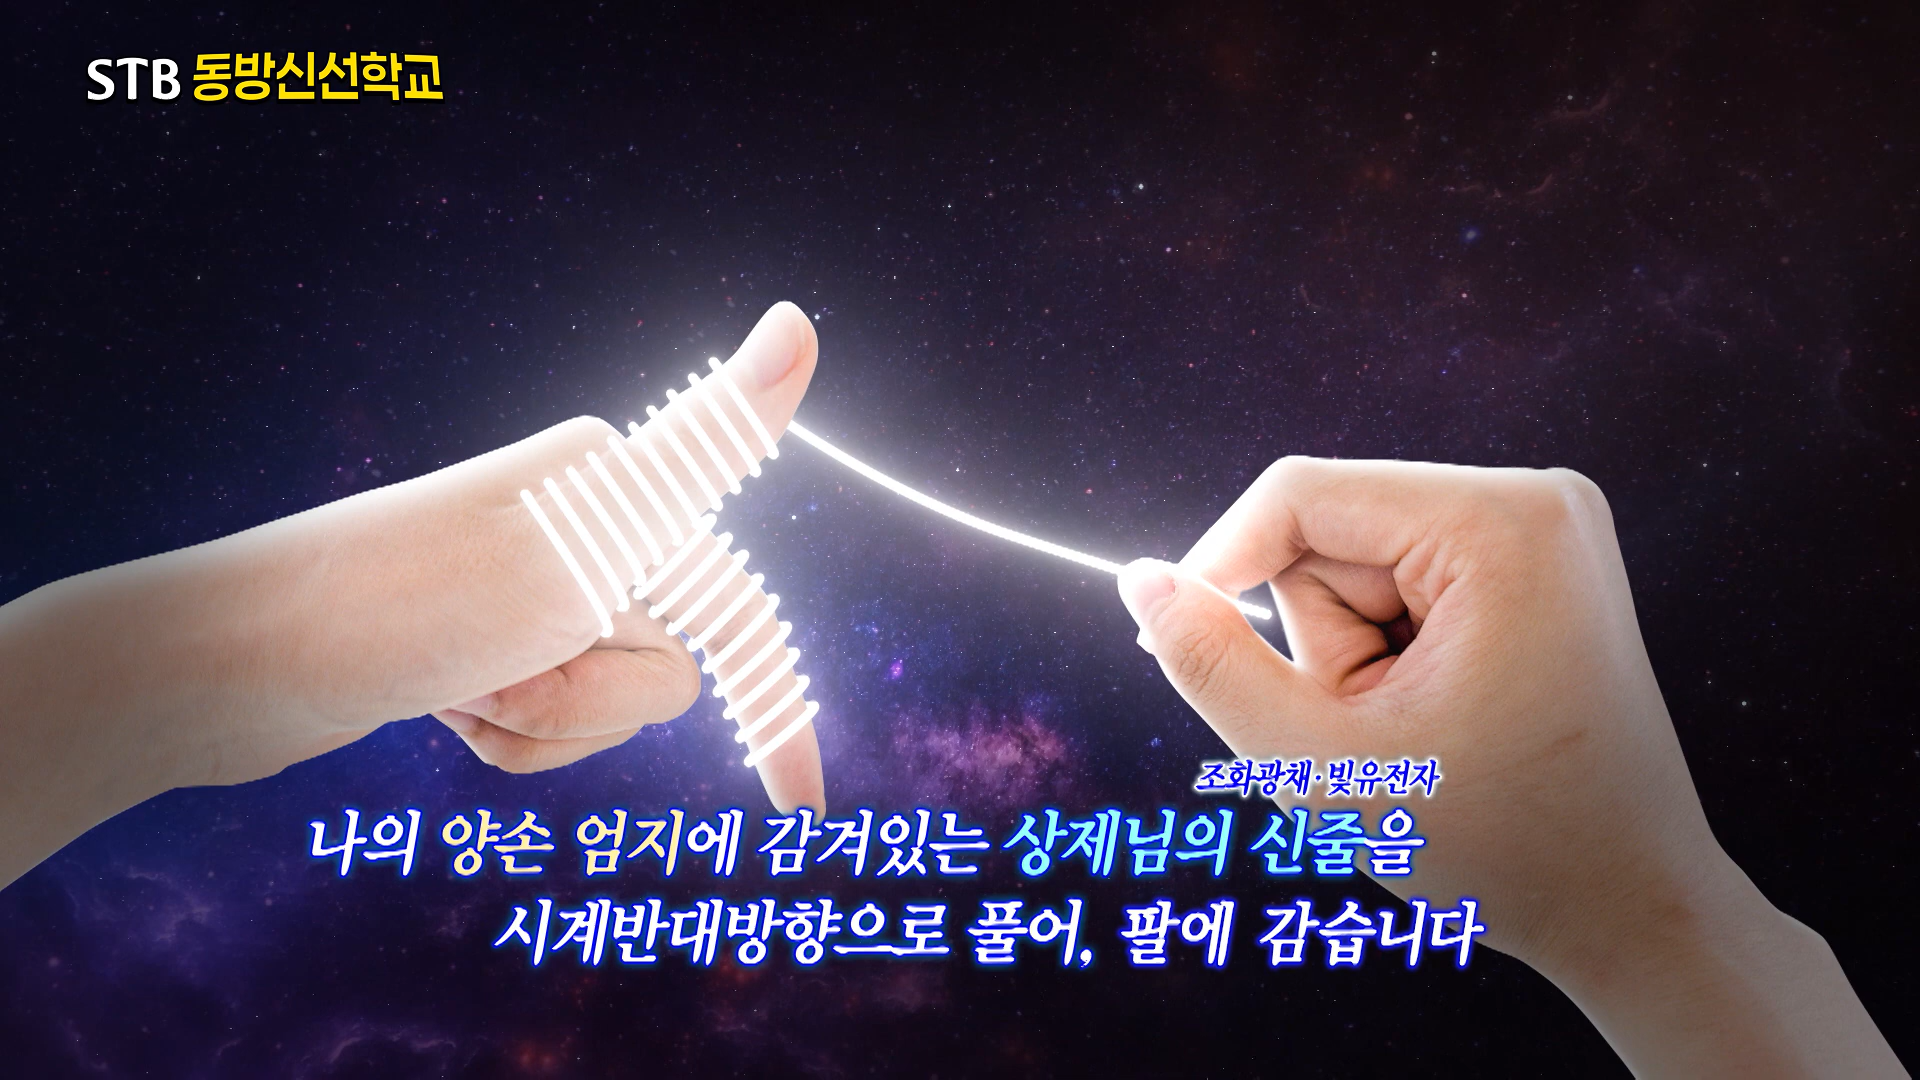 STB 동방신선학교
조화광채·빛유전자
나의 양손 엄지에 감겨있는 상제님의 신줄을
시계반대방향으로 풀어, 팔에 감습니다